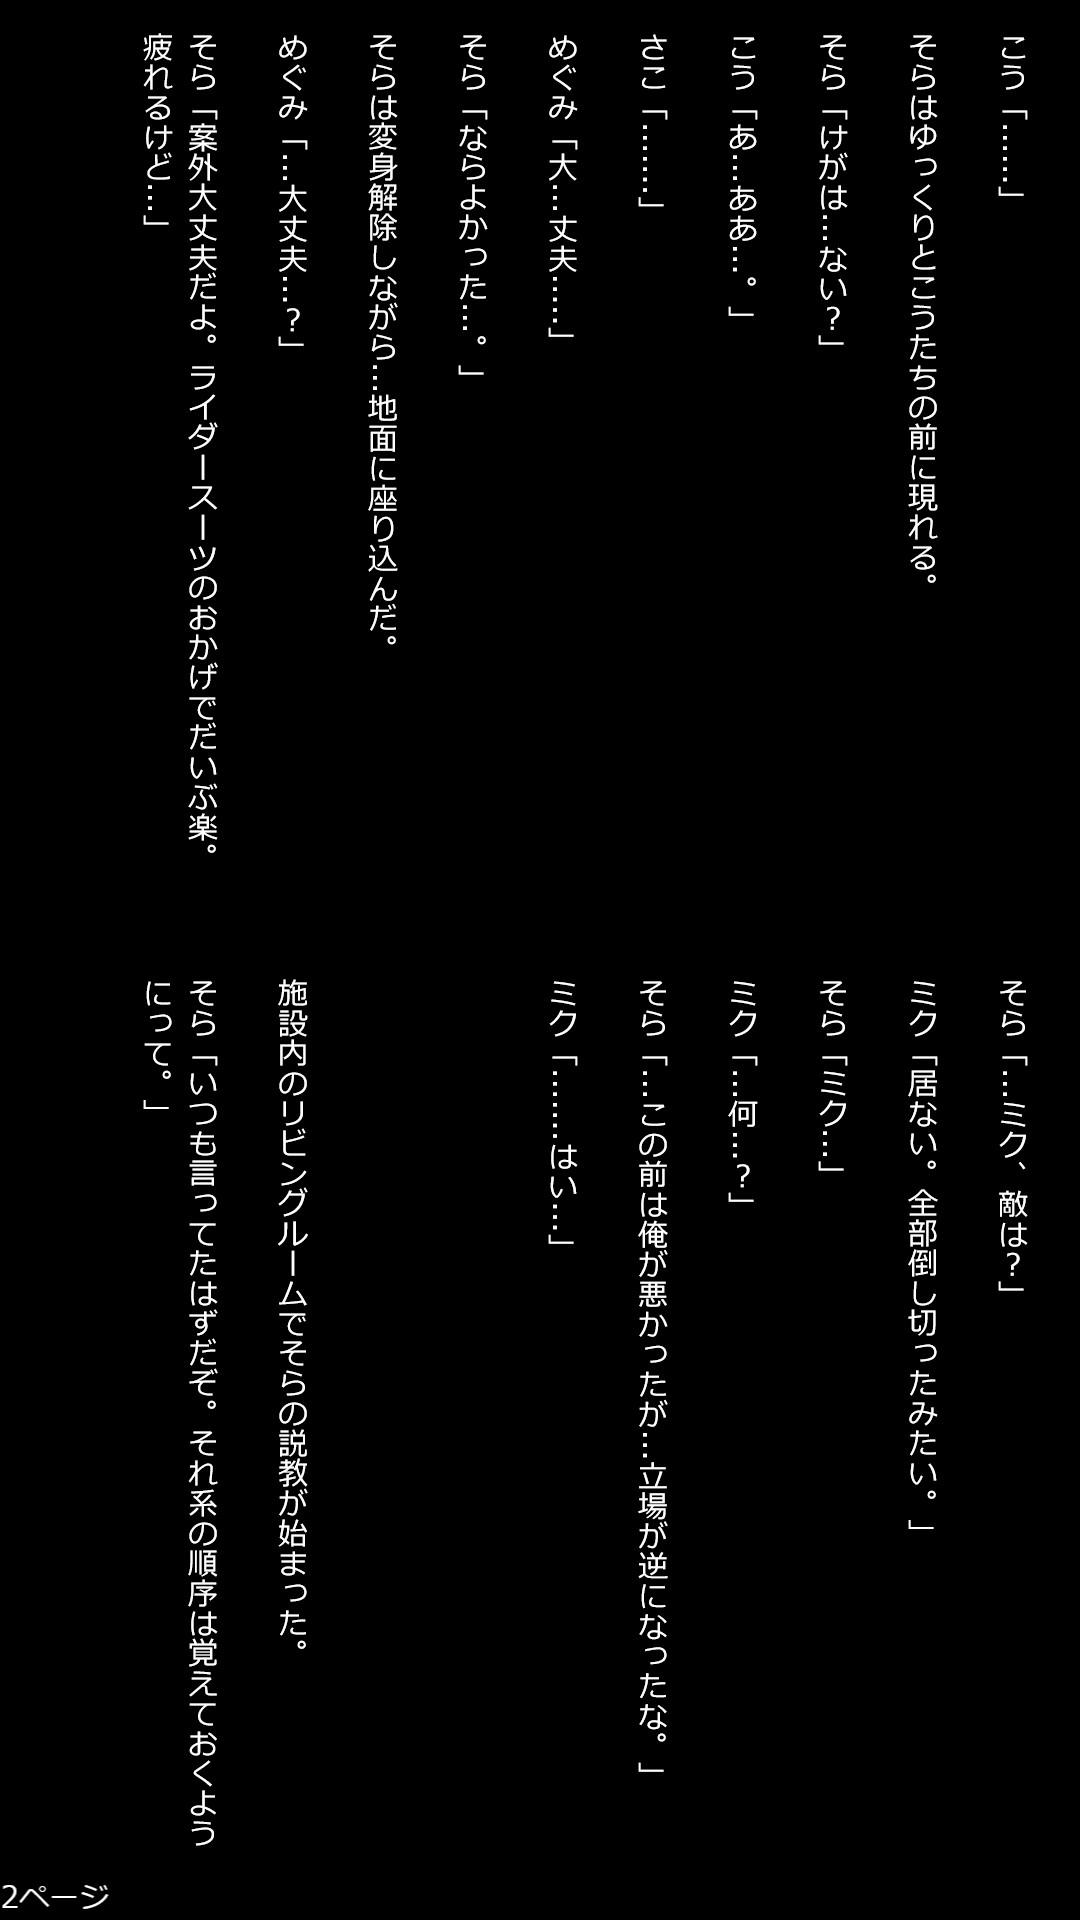 こう「……」
そらはゆっくりとこうたちの前に現れる。
そら「けがは…ない？」
こう「あ…ああ…。」
さこ「………」
めぐみ「大…丈夫……」
そら「ならよかった…。」
そらは変身解除しながら…地面に座り込んだ。
めぐみ「…大丈夫…？」
そら「案外大丈夫だよ。ライダースーツのおかげでだいぶ楽。
疲れるけど…」
そら「…ミク、敵は？」
ミク「居ない。全部倒し切ったみたい。」
そら「ミク…」
ミク「…何…？」
そら「…この前は俺が悪かったが…立場が逆になったな。」
ミク「………はい…」
施設内のリビングルームでそらの説教が始まった。
そら「いつも言ってたはずだぞ。それ系の順序は覚えておくよう
にって。」
2ページ